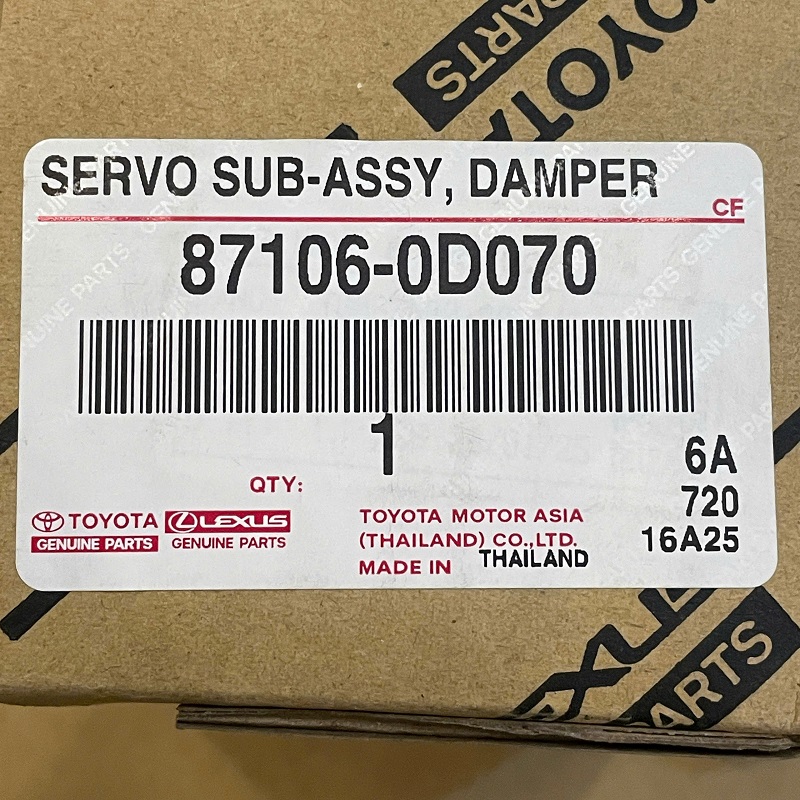 PARTS
TOYOTA
SERVO SUB-ASSY, DAMPER
CF
87106-0D070
1
QTY:
6A
720
16A25
TOYOTA
GENUINE PARTS
LEXUS
GENUINE PARTS
TOYOTA MOTOR ASIA
(THAILAND) CO.,LTD.
MADE IN THAILAND
PARTS